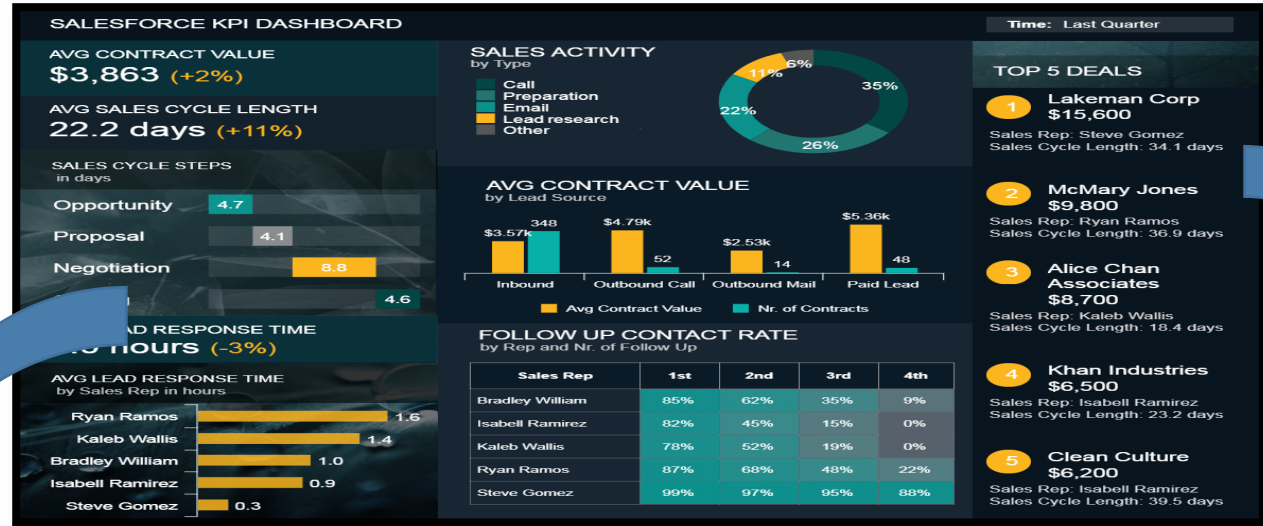 SALESFORCE KPI DASHBOARD
Time: Last Quarter
AVG CONTRACT VALUE
$3,863 (+2%)
AVG SALES CYCLE LENGTH
22.2 days (+11%)
SALES CYCLE STEPS
in days
Opportunity 4.7
Proposal 4.1
Negotiation 8.8
4.6
LEAD RESPONSE TIME
hours (-3%)
AVG LEAD RESPONSE TIME
by Sales Rep in hours
Ryan Ramos 1.6
Kaleb Wallis 1.4
Bradley William 1.0
Isabell Ramirez 0.9
Steve Gomez 0.3
SALES ACTIVITY
by Type
Call
Preparation
Email
Lead research
Other
6%
11%
35%
22%
26%
AVG CONTRACT VALUE
by Lead Source
$3.57k 348 $4.79k 52 $2.53k 14 $5.36k 48
Inbound Outbound Call Outbound Mail Paid Lead
Avg Contract Value Nr. of Contracts
FOLLOW UP CONTACT RATE
by Rep and Nr. of Follow Up
Sales Rep 1st 2nd 3rd 4th
Bradley William 85% 62% 35% 9%
Isabell Ramirez 82% 45% 15% 0%
Kaleb Wallis 78% 52% 19% 0%
Ryan Ramos 87% 68% 48% 22%
Steve Gomez 99% 97% 95% 88%
TOP 5 DEALS
1 Lakeman Corp
$15,600
Sales Rep: Steve Gomez
Sales Cycle Length: 34.1 days
2 McMary Jones
$9,800
Sales Rep: Ryan Ramos
Sales Cycle Length: 36.9 days
3 Alice Chan
Associates
$8,700
Sales Rep: Kaleb Wallis
Sales Cycle Length: 18.4 days
4 Khan Industries
$6,500
Sales Rep: Isabell Ramirez
Sales Cycle Length: 23.2 days
5 Clean Culture
$6,200
Sales Rep: Isabell Ramirez
Sales Cycle Length: 39.5 days